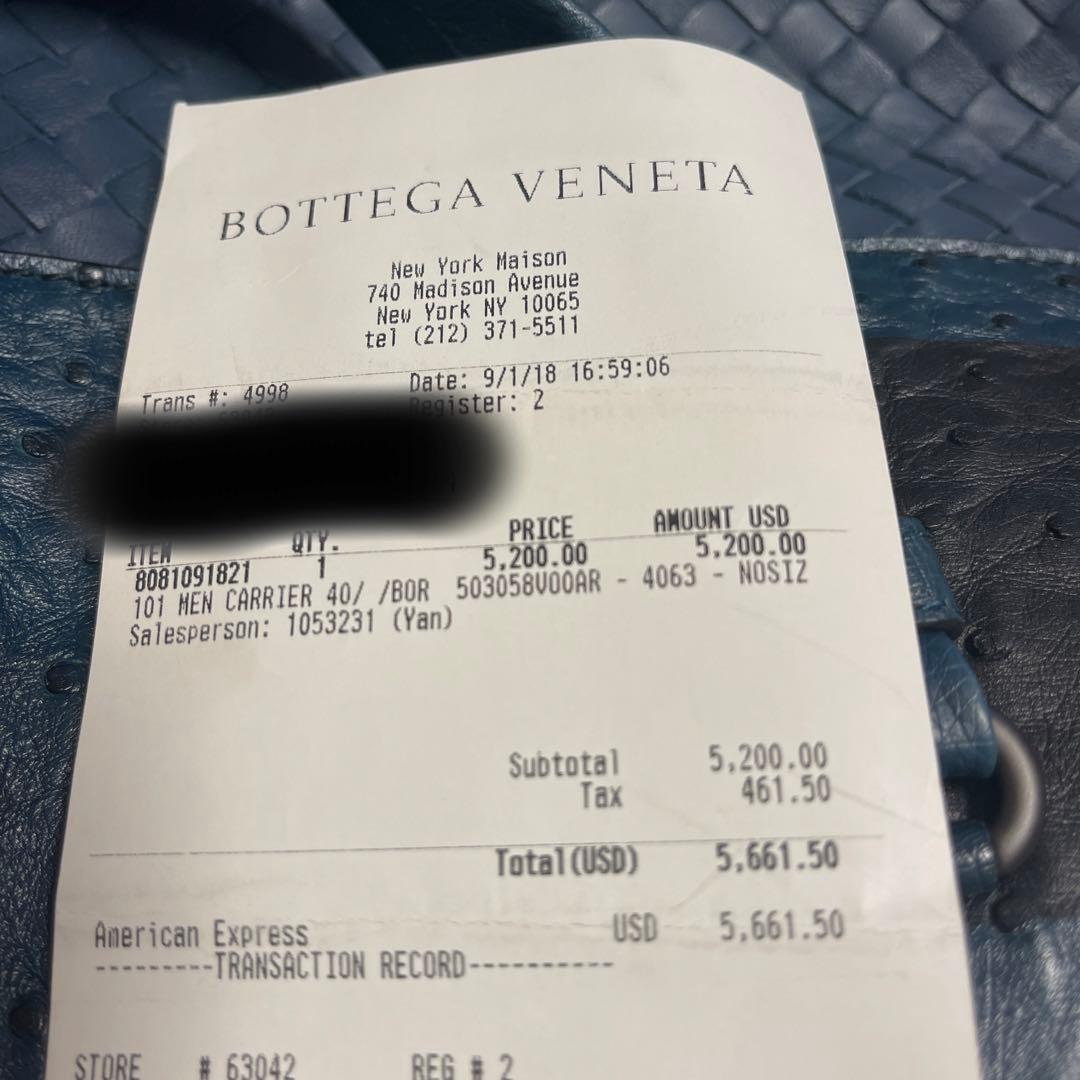 BOTTEGA VENETA
New York Maison
740 Madison Avenue
New York NY 10065
tel (212) 371-5511
Trans #: 4998 Date: 9/1/18 16:59:06
Register: 2
ITEM QTY. PRICE AMOUNT USD
8081091821 1 5,200.00 5,200.00
101 MEN CARRIER 40/ /BOR 503058V00AR - 4063 - NOSIZ
Salesperson: 1053231 (Yan)
Subtotal 5,200.00
Tax 461.50
Total(USD) 5,661.50
American Express USD 5,661.50
---------TRANSACTION RECORD----------
STORE # 63042 REG # 2